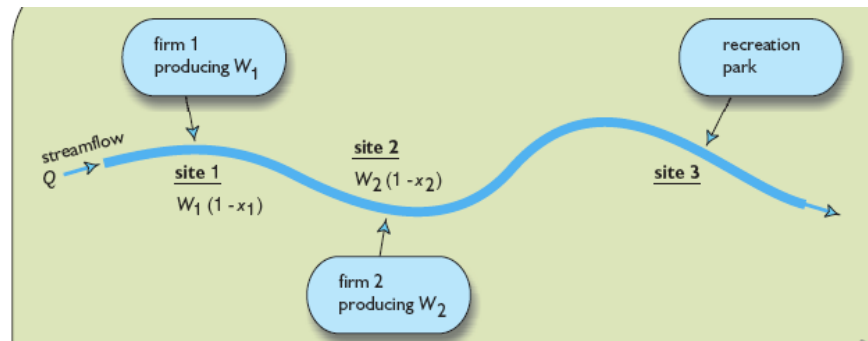 firm 1
producing W1
recreation
park
streamflow
Q
site 1
W1 (1 - x1)
site 2
W2 (1 - x2)
site 3
firm 2
producing W2